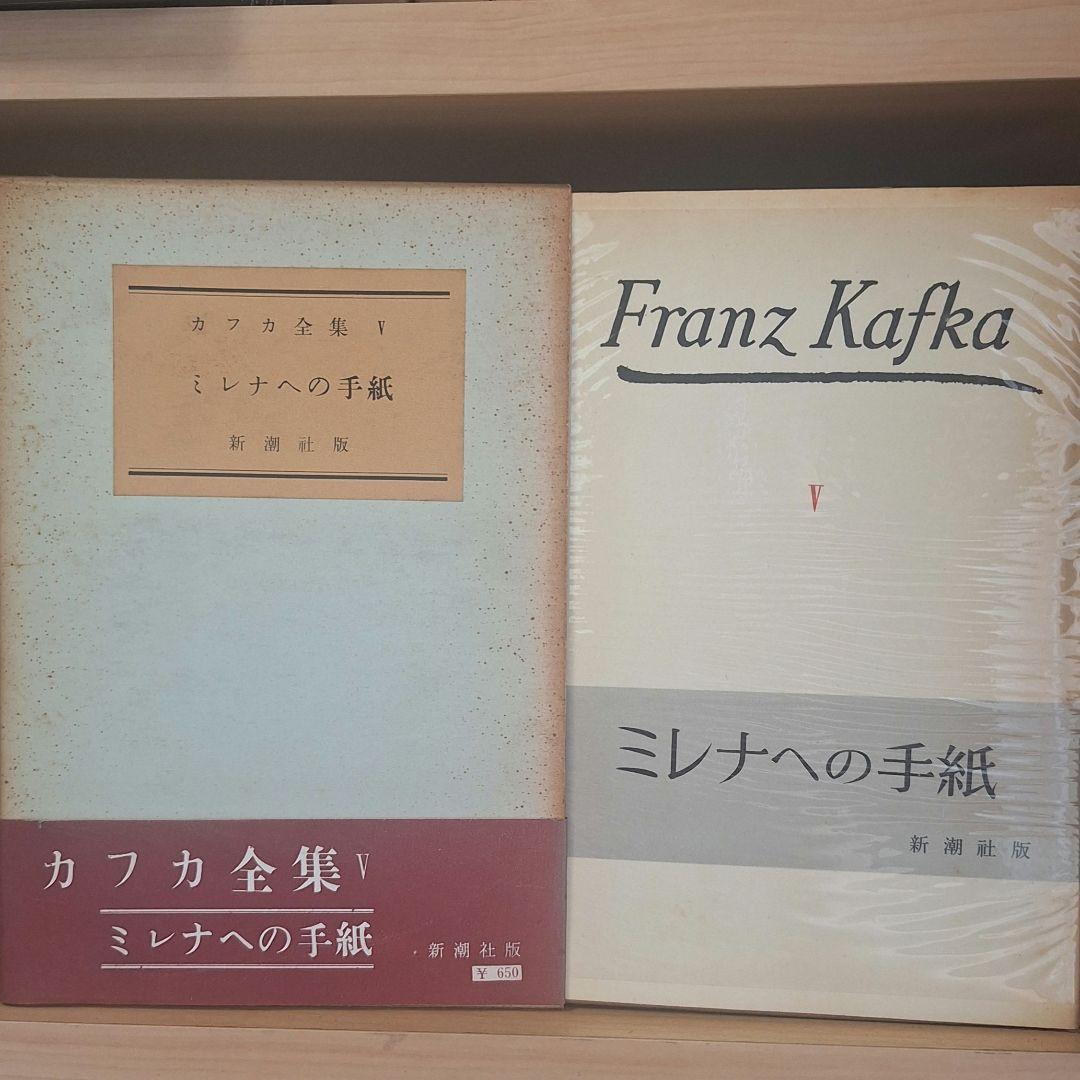 カフカ全集 V
ミレナへの手紙
新潮社版
カフカ全集 V
ミレナへの手紙
新潮社版
¥ 650
Franz Kafka
V
ミレナへの手紙
新潮社版